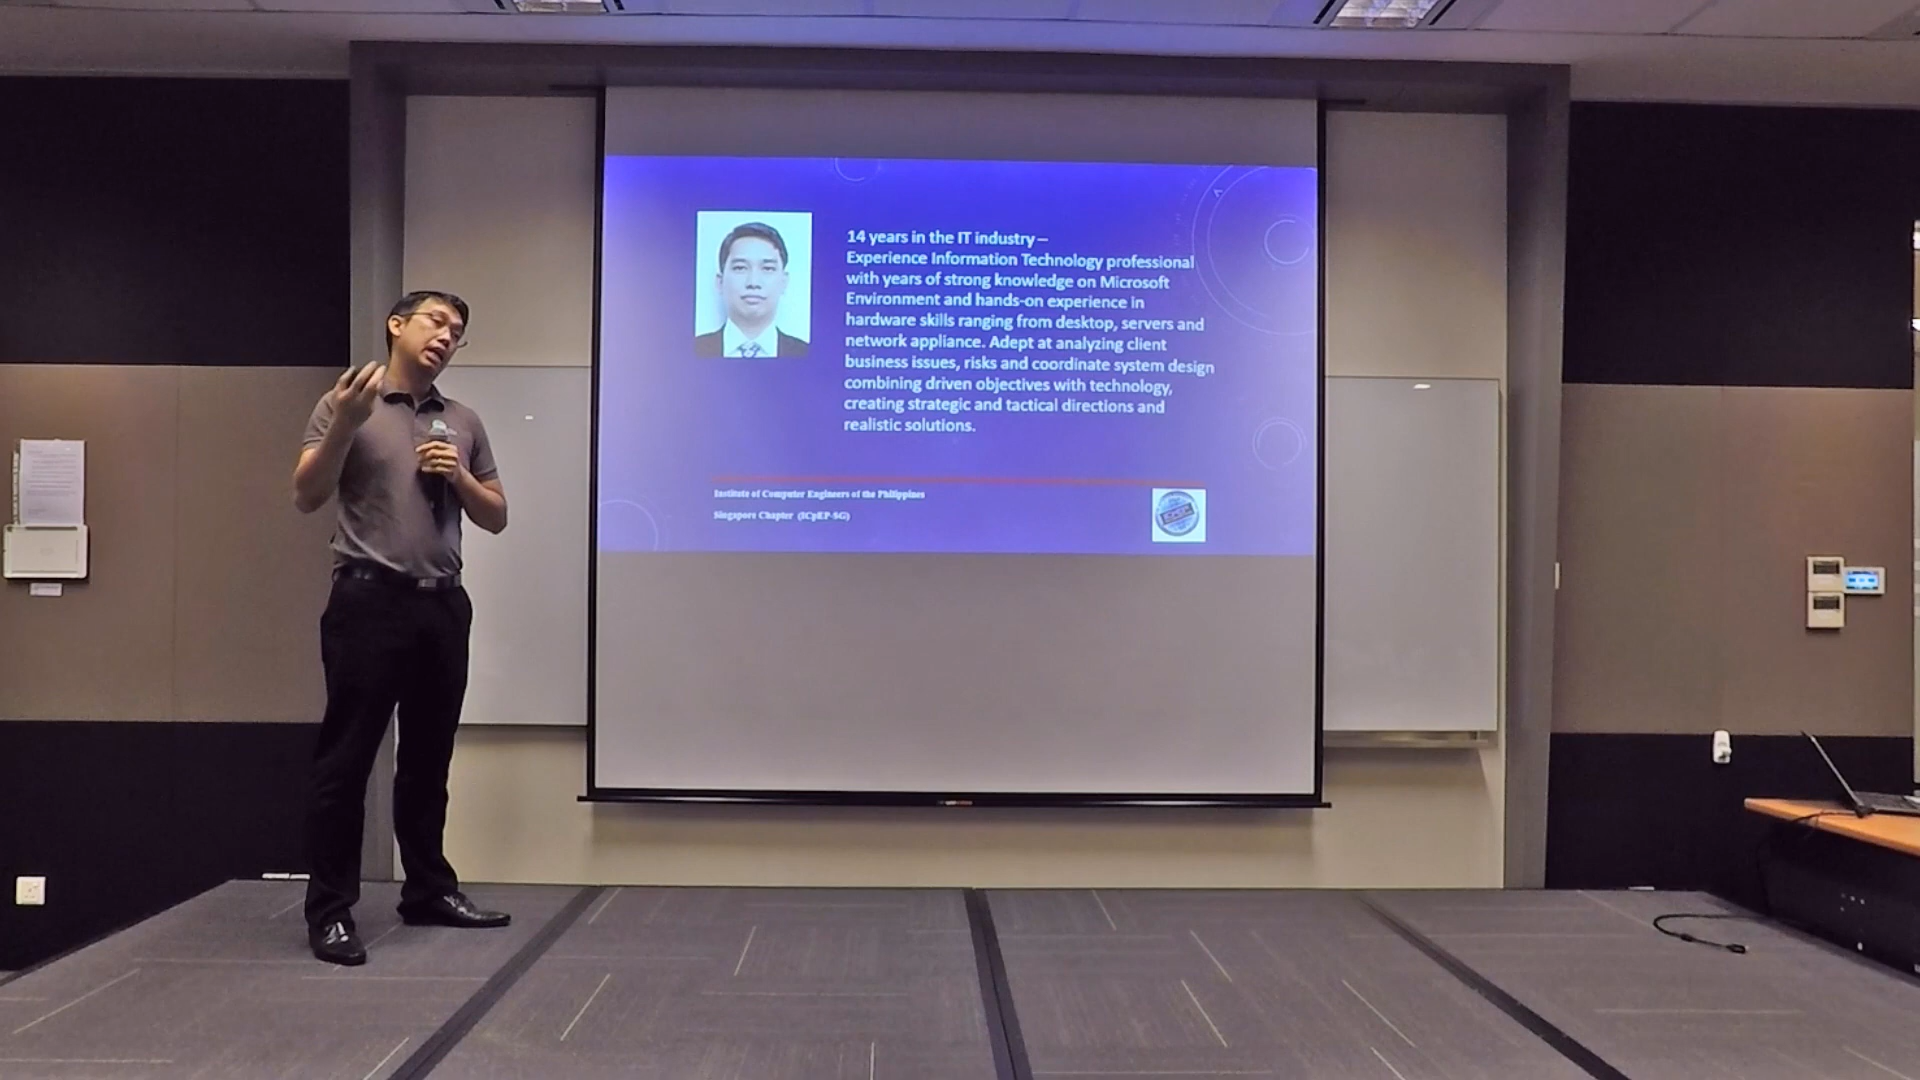 14 years in the IT industry –
Experience Information Technology professional
with years of strong knowledge on Microsoft
Environment and hands-on experience in
hardware skills ranging from desktop, servers and
network appliance. Adept at analyzing client
business issues, risks and coordinate system design
combining driven objectives with technology,
creating strategic and tactical directions and
realistic solutions.
Institute of Computer Engineers of the Philippines
Singapore Chapter (ICpEP-SG)